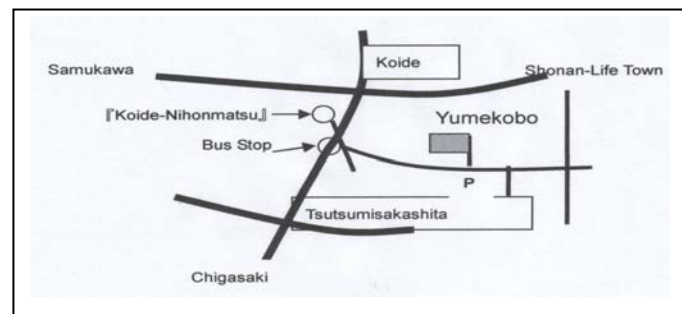 Koide
Samukawa
Shonan-Life Town
『Koide-Nihonmatsu』
Yumekobo
Bus Stop
P
Tsutsumisakashita
Chigasaki